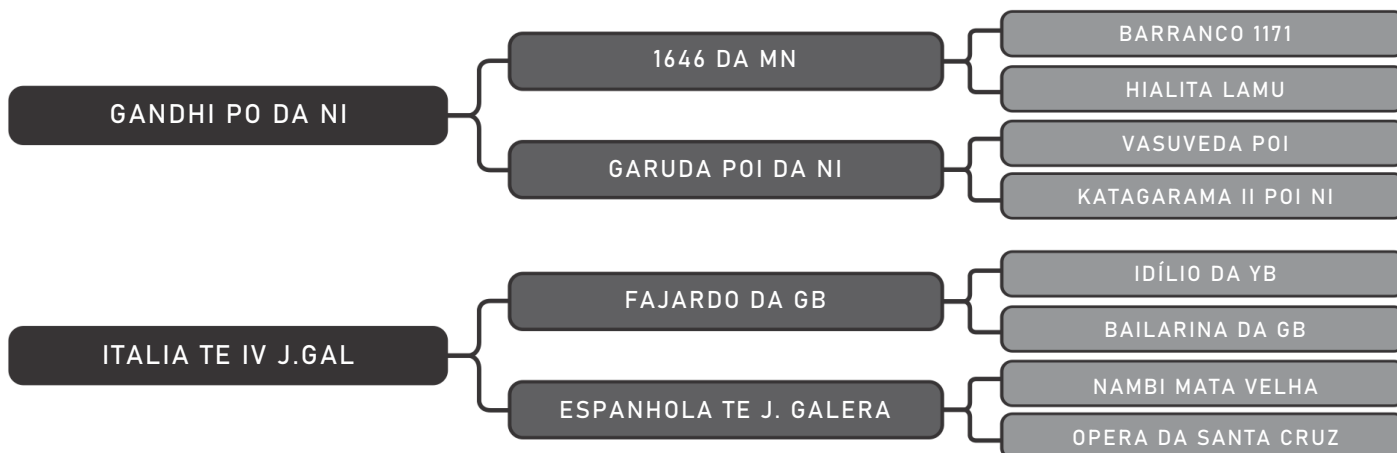 GANDHI PO DA NI
1646 DA MN
BARRANCO 1171
HIALITA LAMU
GARUDA POI DA NI
VASUVEDA POI
KATAGARAMA II POI NI
ITALIA TE IV J.GAL
FAJARDO DA GB
IDÍLIO DA YB
BAILARINA DA GB
ESPANHOLA TE J. GALERA
NAMBI MATA VELHA
OPERA DA SANTA CRUZ